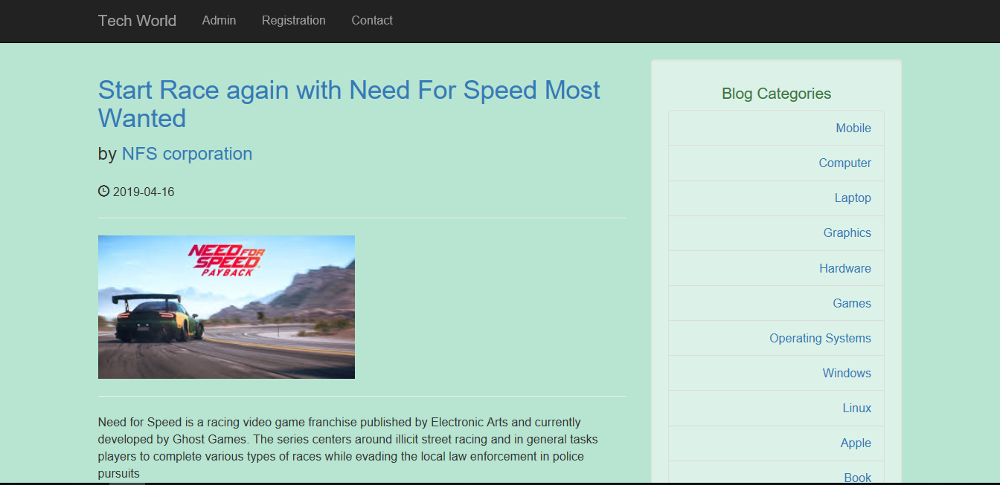 Tech World Admin Registration Contact
Start Race again with Need For Speed Most
Wanted
by NFS corporation
2019-04-16
NEED FOR
SPEED
PAYBACK
Need for Speed is a racing video game franchise published by Electronic Arts and currently
developed by Ghost Games. The series centers around illicit street racing and in general tasks
players to complete various types of races while evading the local law enforcement in police
pursuits
Blog Categories
Mobile
Computer
Laptop
Graphics
Hardware
Games
Operating Systems
Windows
Linux
Apple
Book